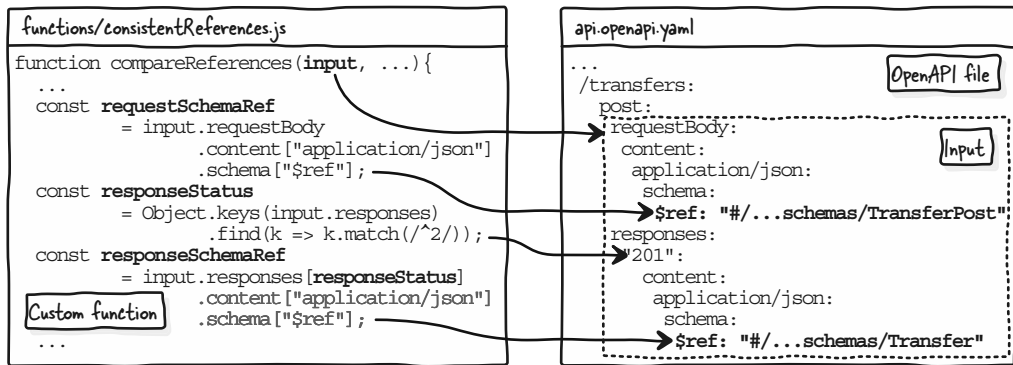 functions/consistentReferences.js
function compareReferences(input, ...){
...
const requestSchemaRef
= input.requestBody
.content["application/json"]
.schema["$ref"];
const responseStatus
= Object.keys(input.responses)
.find(k => k.match(/^2/));
const responseSchemaRef
= input.responses[responseStatus]
.content["application/json"]
.schema["$ref"];
Custom function
...
api.openapi.yaml
...
OpenAPI file
/transfers:
post:
requestBody:
Input
content:
application/json:
schema:
$ref: "#/...schemas/TransferPost"
responses:
"201":
content:
application/json:
schema:
$ref: "#/...schemas/Transfer"